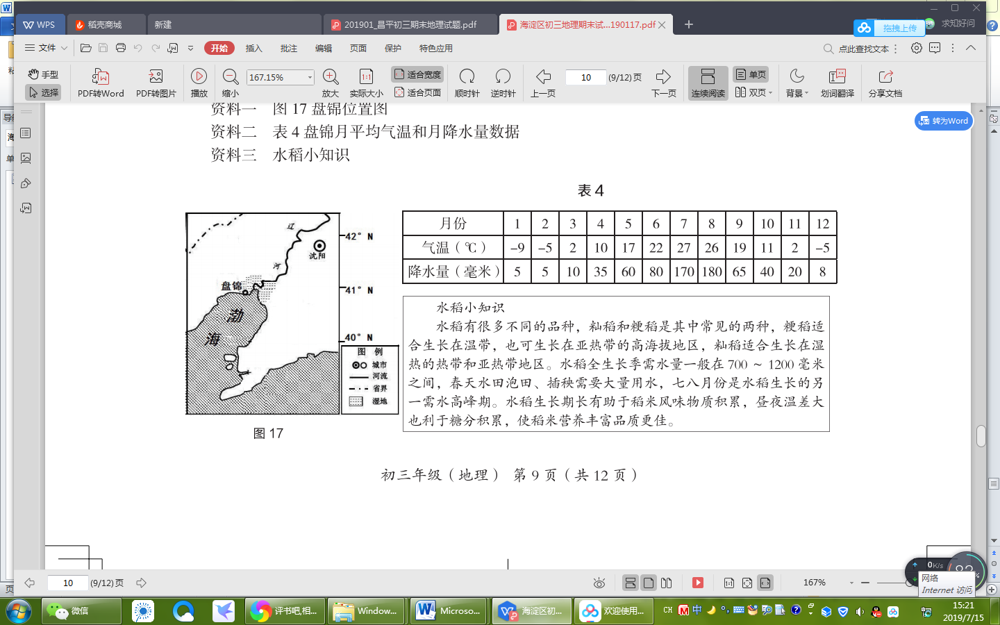 WPS
稻壳商城
新建
201901_昌平初三期末地理试题.pdf
海淀区初三地理期末试...190117.pdf
拖拽上传
求知好问
文件
开始
插入
批注
编辑
页面
保护
特色应用
点此查找文本
手型
选择
PDF转Word
PDF转图片
播放
缩小
167.15%
放大
1:1
实际大小
适合宽度
适合页面
顺时针
逆时针
上一页
10 (9/12)页
下一页
连续阅读
单页
双页
背景
划词翻译
分享文档
转为Word
资料一 图 17 盘锦位置图
资料二 表 4 盘锦月平均气温和月降水量数据
资料三 水稻小知识
表 4
月份 1 2 3 4 5 6 7 8 9 10 11 12
气温（℃） -9 -5 2 10 17 22 27 26 19 11 2 -5
降水量（毫米） 5 5 10 35 60 80 170 180 65 40 20 8
辽
河
沈阳
盘锦
渤
海
42° N
41° N
40° N
图 例
城市
河流
省界
湿地
图 17
水稻小知识
水稻有很多不同的品种，籼稻和粳稻是其中常见的两种，粳稻适
合生长在温带，也可生长在亚热带的高海拔地区，籼稻适合生长在湿
热的热带和亚热带地区。水稻全生长季需水量一般在 700 ~ 1200 毫米
之间，春天水田泡田、插秧需要大量用水，七八月份是水稻生长的另
一需水高峰期。水稻生长期长有助于稻米风味物质积累，昼夜温差大
也利于糖分积累，使稻米营养丰富品质更佳。
初三年级（地理） 第 9 页（共 12 页）
10 (9/12)页
1:1
167%
0K/s
网络
Internet 访问
微信
评书吧,相...
Window...
Microso...
海淀区初...
欢迎使用...
CH
中
15:21
2019/7/15